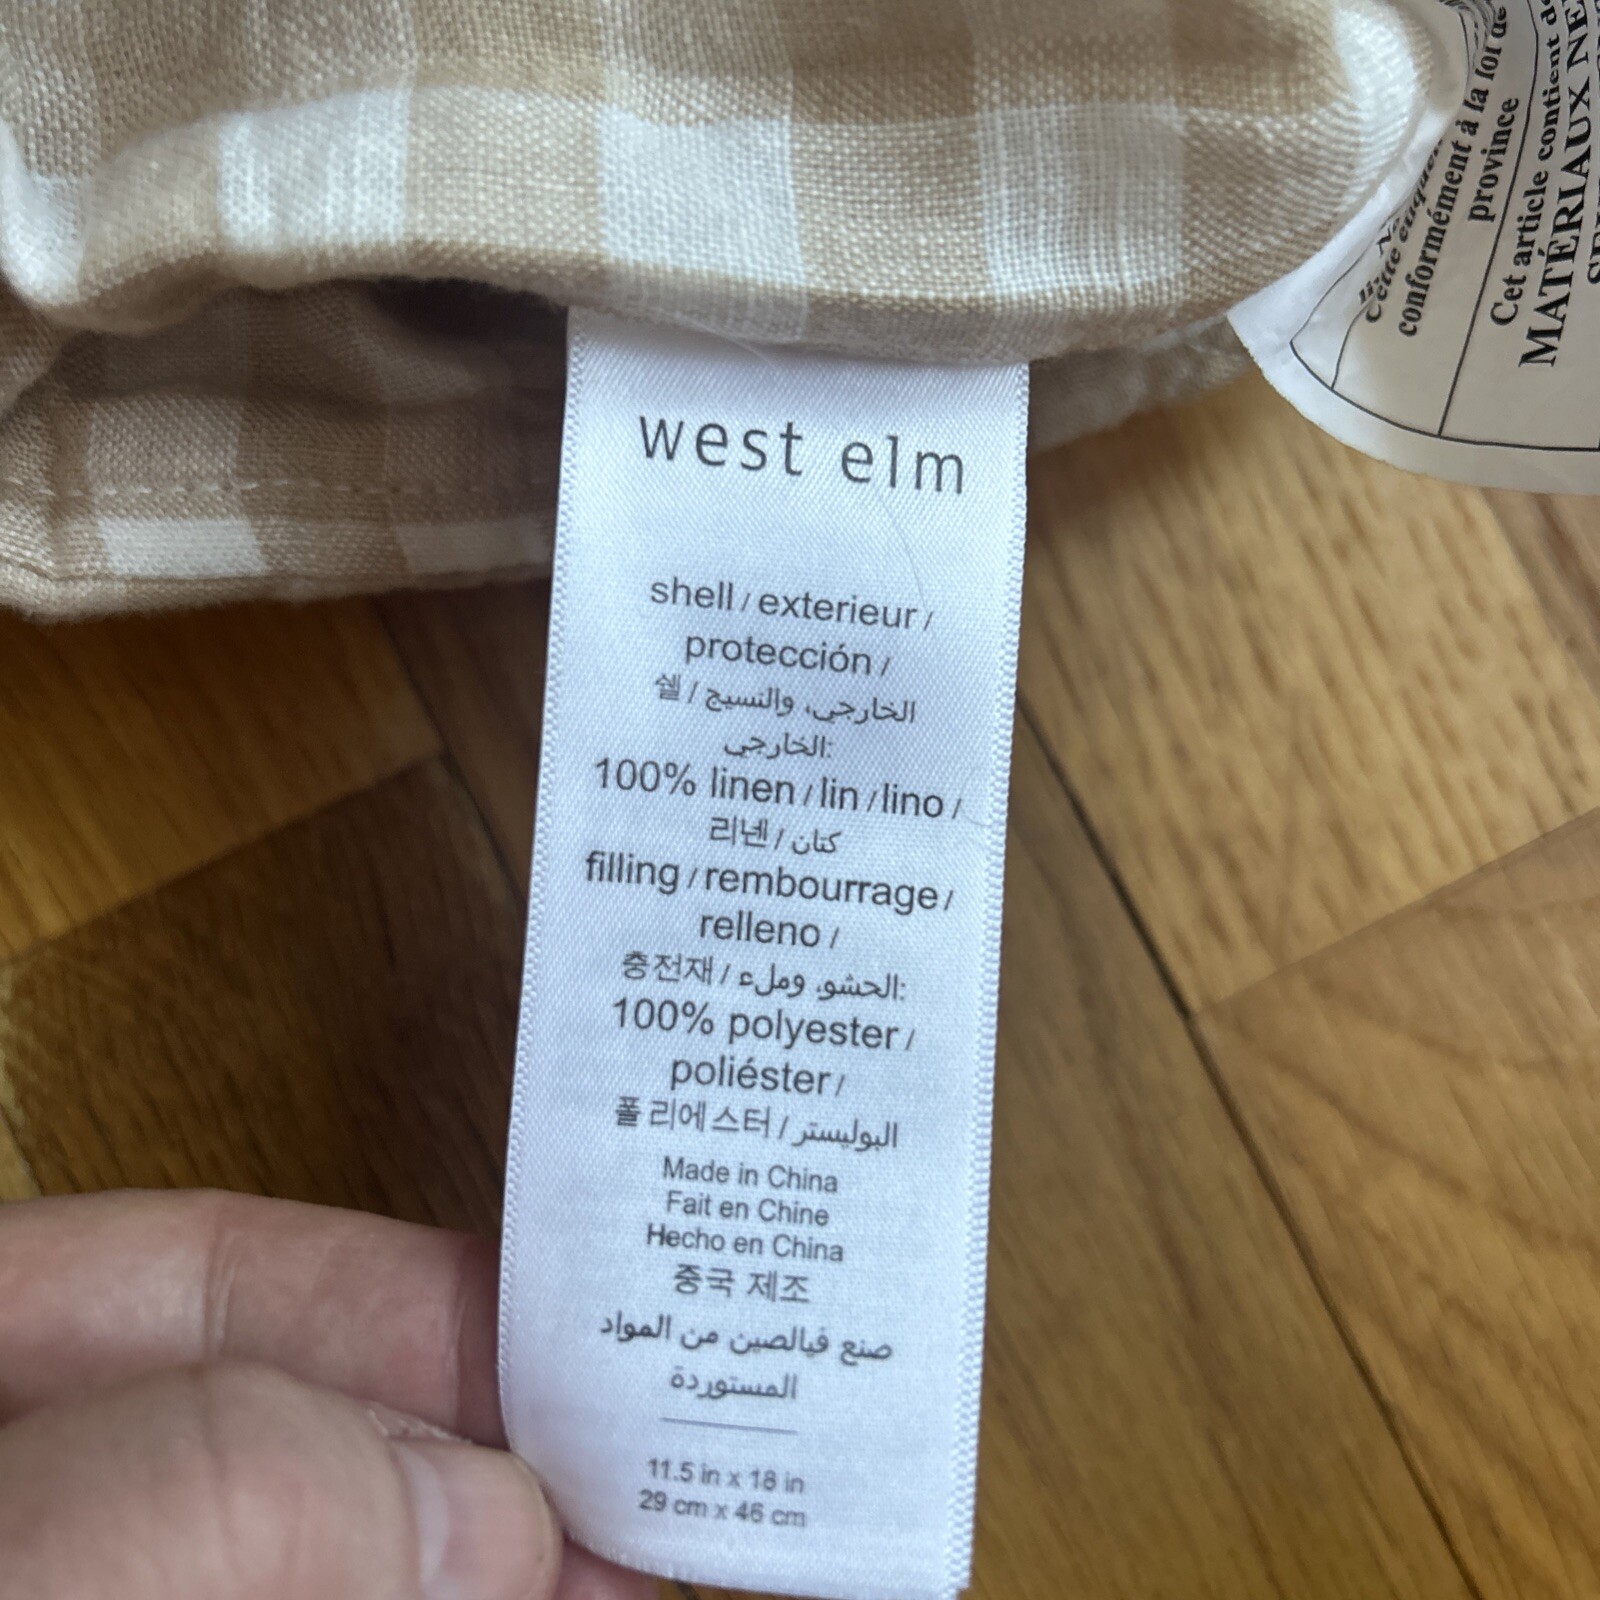 west elm
shell / exterieur /
protección /
쉘 / الخارجي، والنسيج
الخارجي:
100% linen / lin / lino /
리넨 / كتان
filling / rembourrage /
relleno /
충전재 / الحشو، وملء:
100% polyester /
poliéster /
폴리에스터 / البوليستر
Made in China
Fait en Chine
Hecho en China
중국 제조
صنع فيالصين من المواد
المستوردة
11.5 in x 18 in
29 cm x 46 cm
Cette
conformément à la loi de
province
Cet article contient
MATÉRIAUX